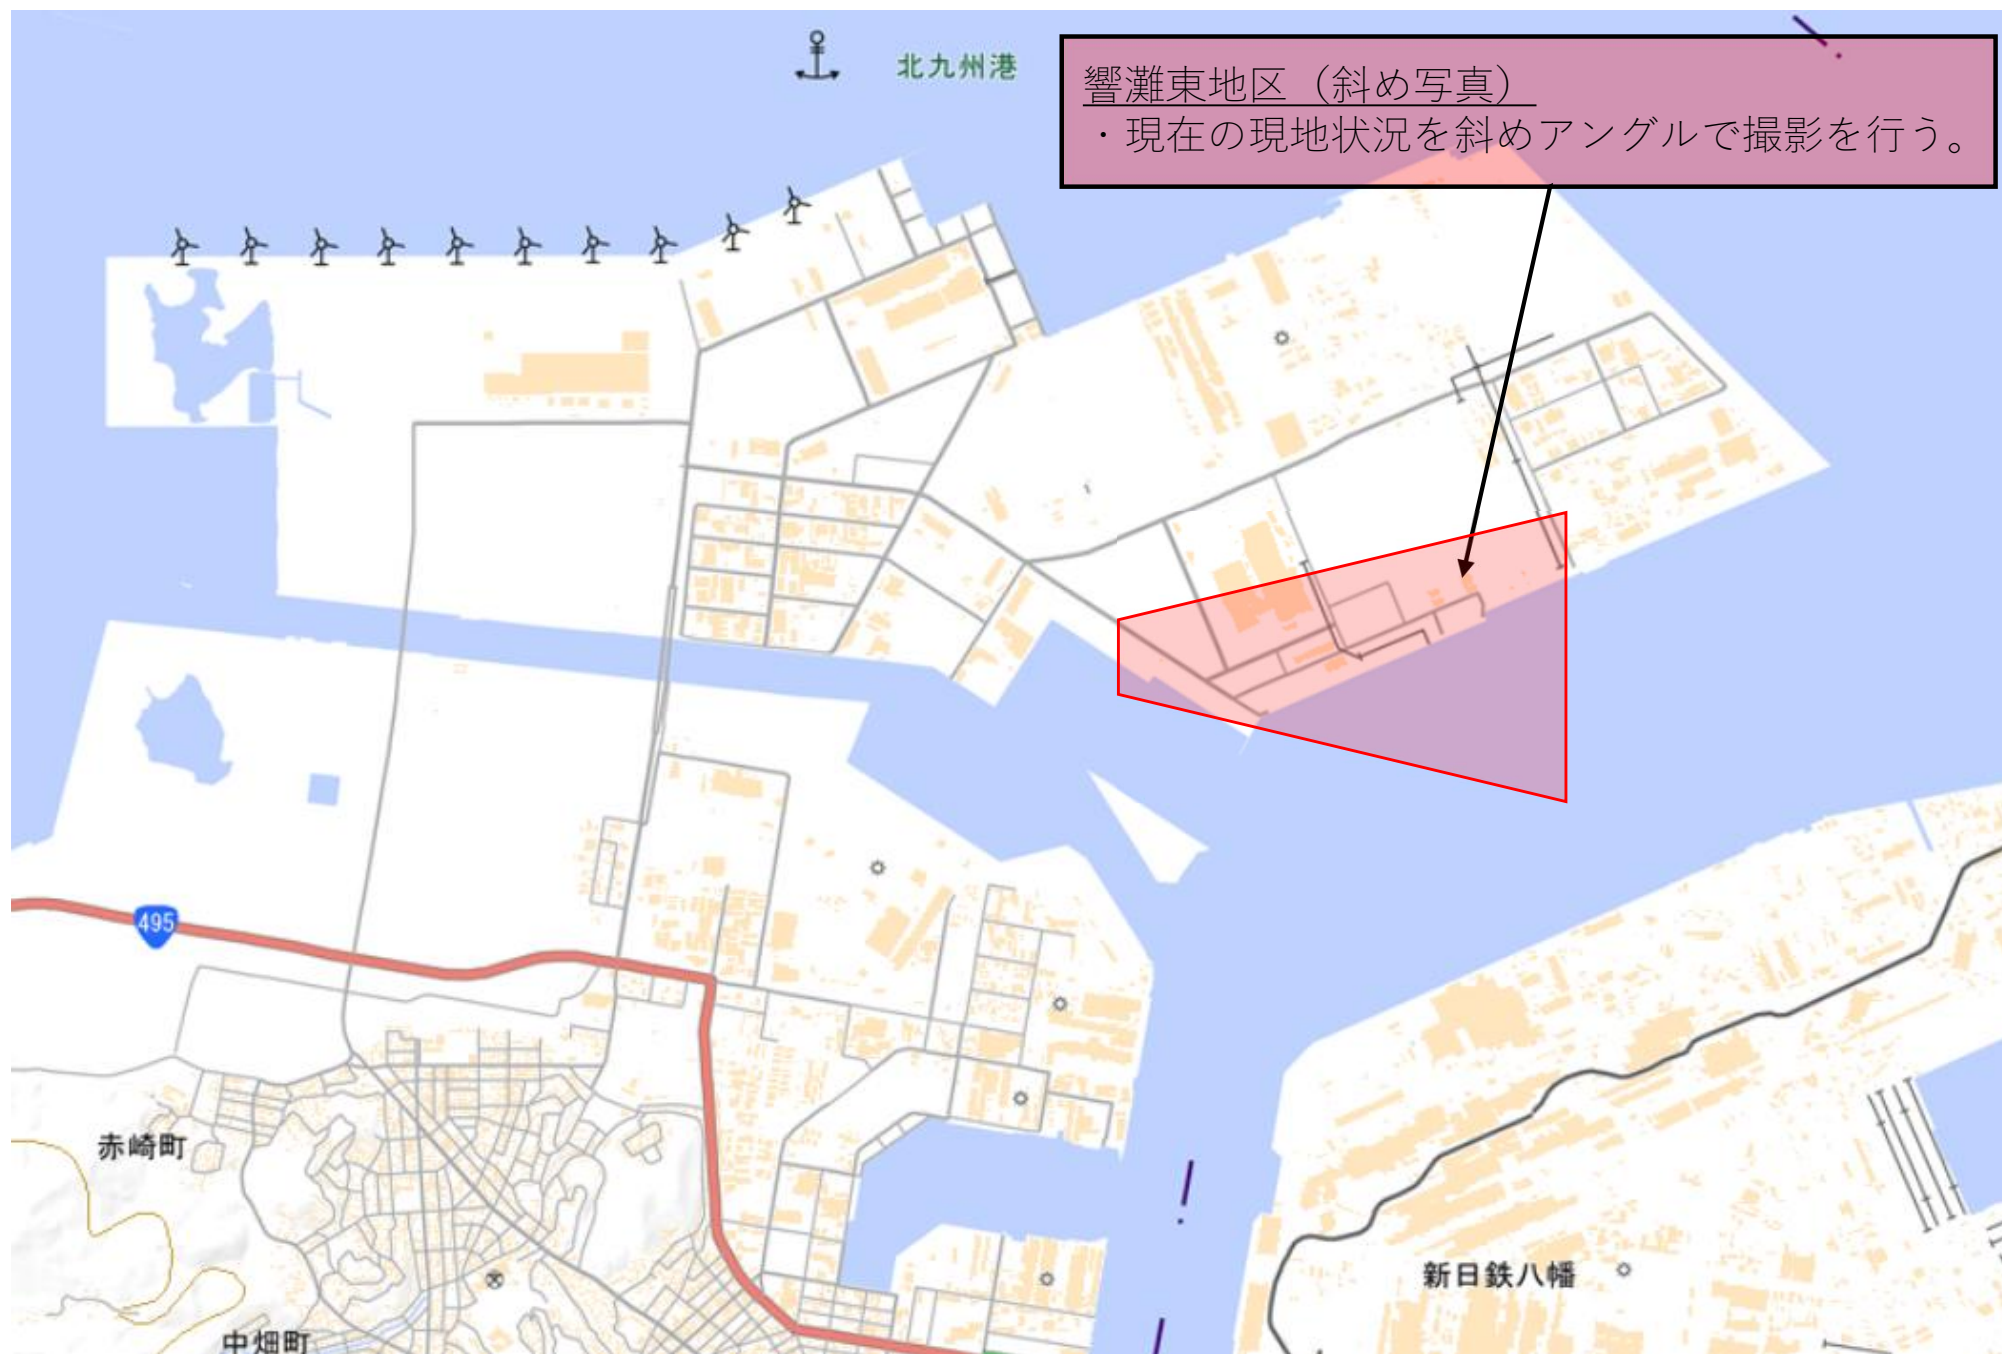 北九州港
響灘東地区（斜め写真）
・現在の現地状況を斜めアングルで撮影を行う。
495
赤崎町
新日鉄八幡
中畑町